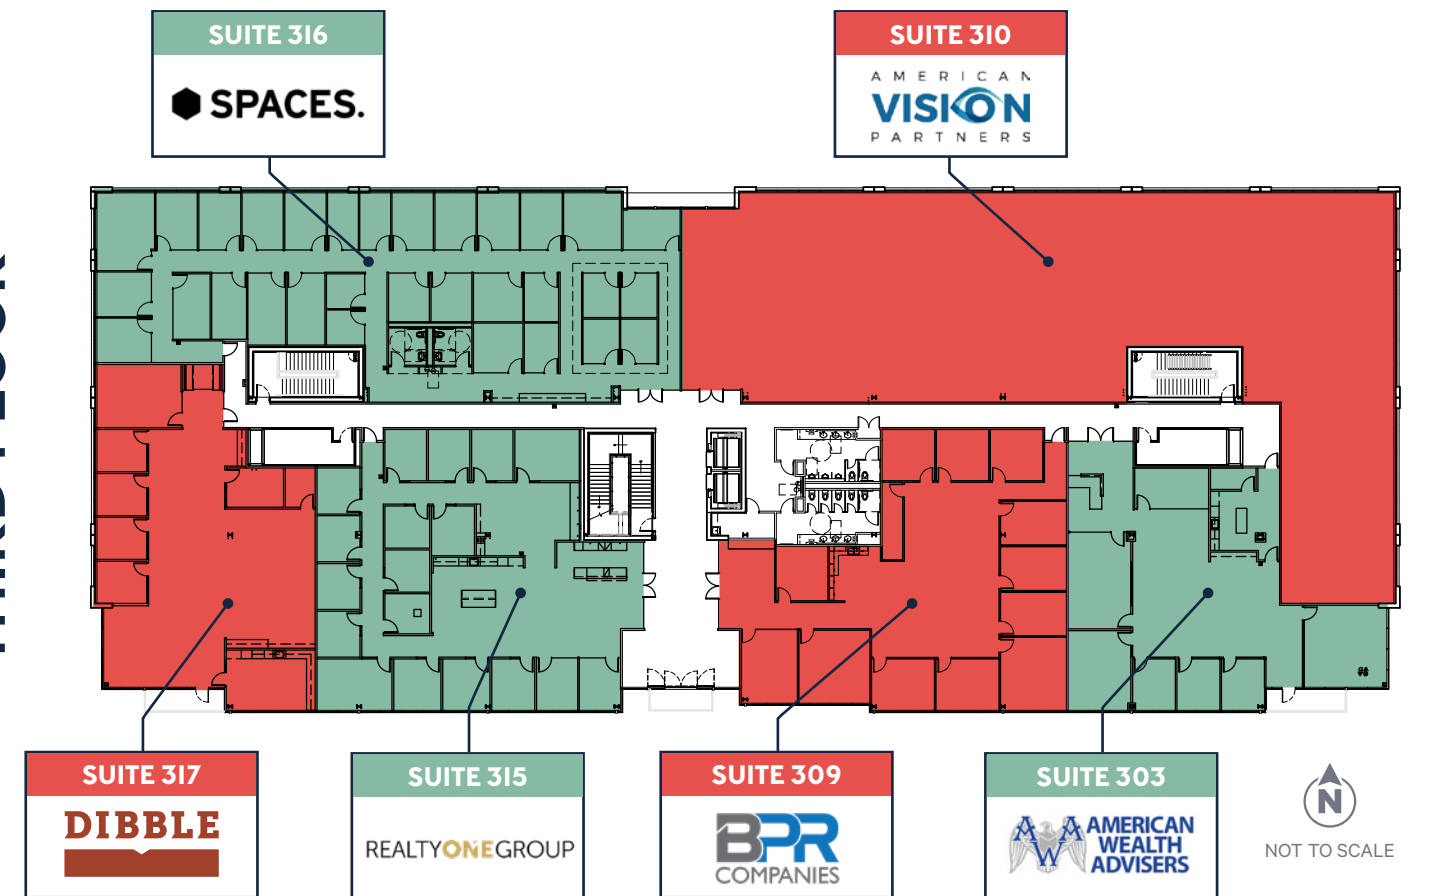 SUITE 316
SPACES.
SUITE 310
AMERICAN
VISION
PARTNERS
SUITE 317
DIBBLE
SUITE 315
REALTYONEGROUP
SUITE 309
BPR
COMPANIES
SUITE 303
AWA
AMERICAN
WEALTH
ADVISERS
N
NOT TO SCALE